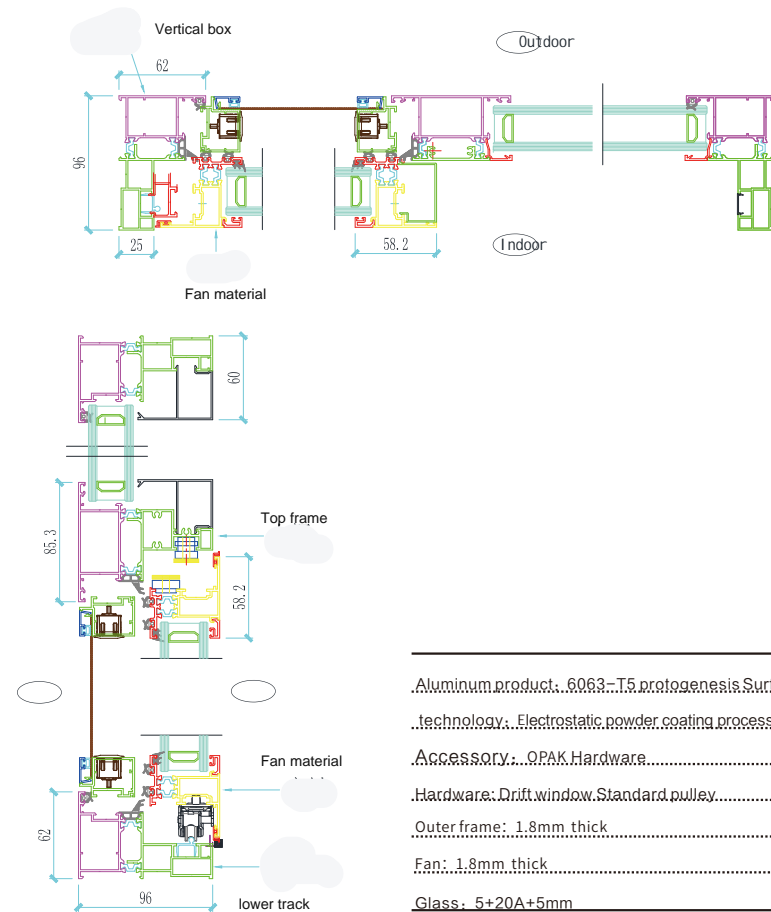 Vertical box
Outdoor
62
96
25
58.2
Indoor
Fan material
60
85.3
Top frame
58.2
Fan material
62
96
lower track
Aluminum product: 6063-T5 protogenesis Sur
technology: Electrostatic powder coating process
Accessory: OPAK Hardware
Hardware: Drift window Standard pulley
Outer frame: 1.8mm thick
Fan: 1.8mm thick
Glass: 5+20A+5mm